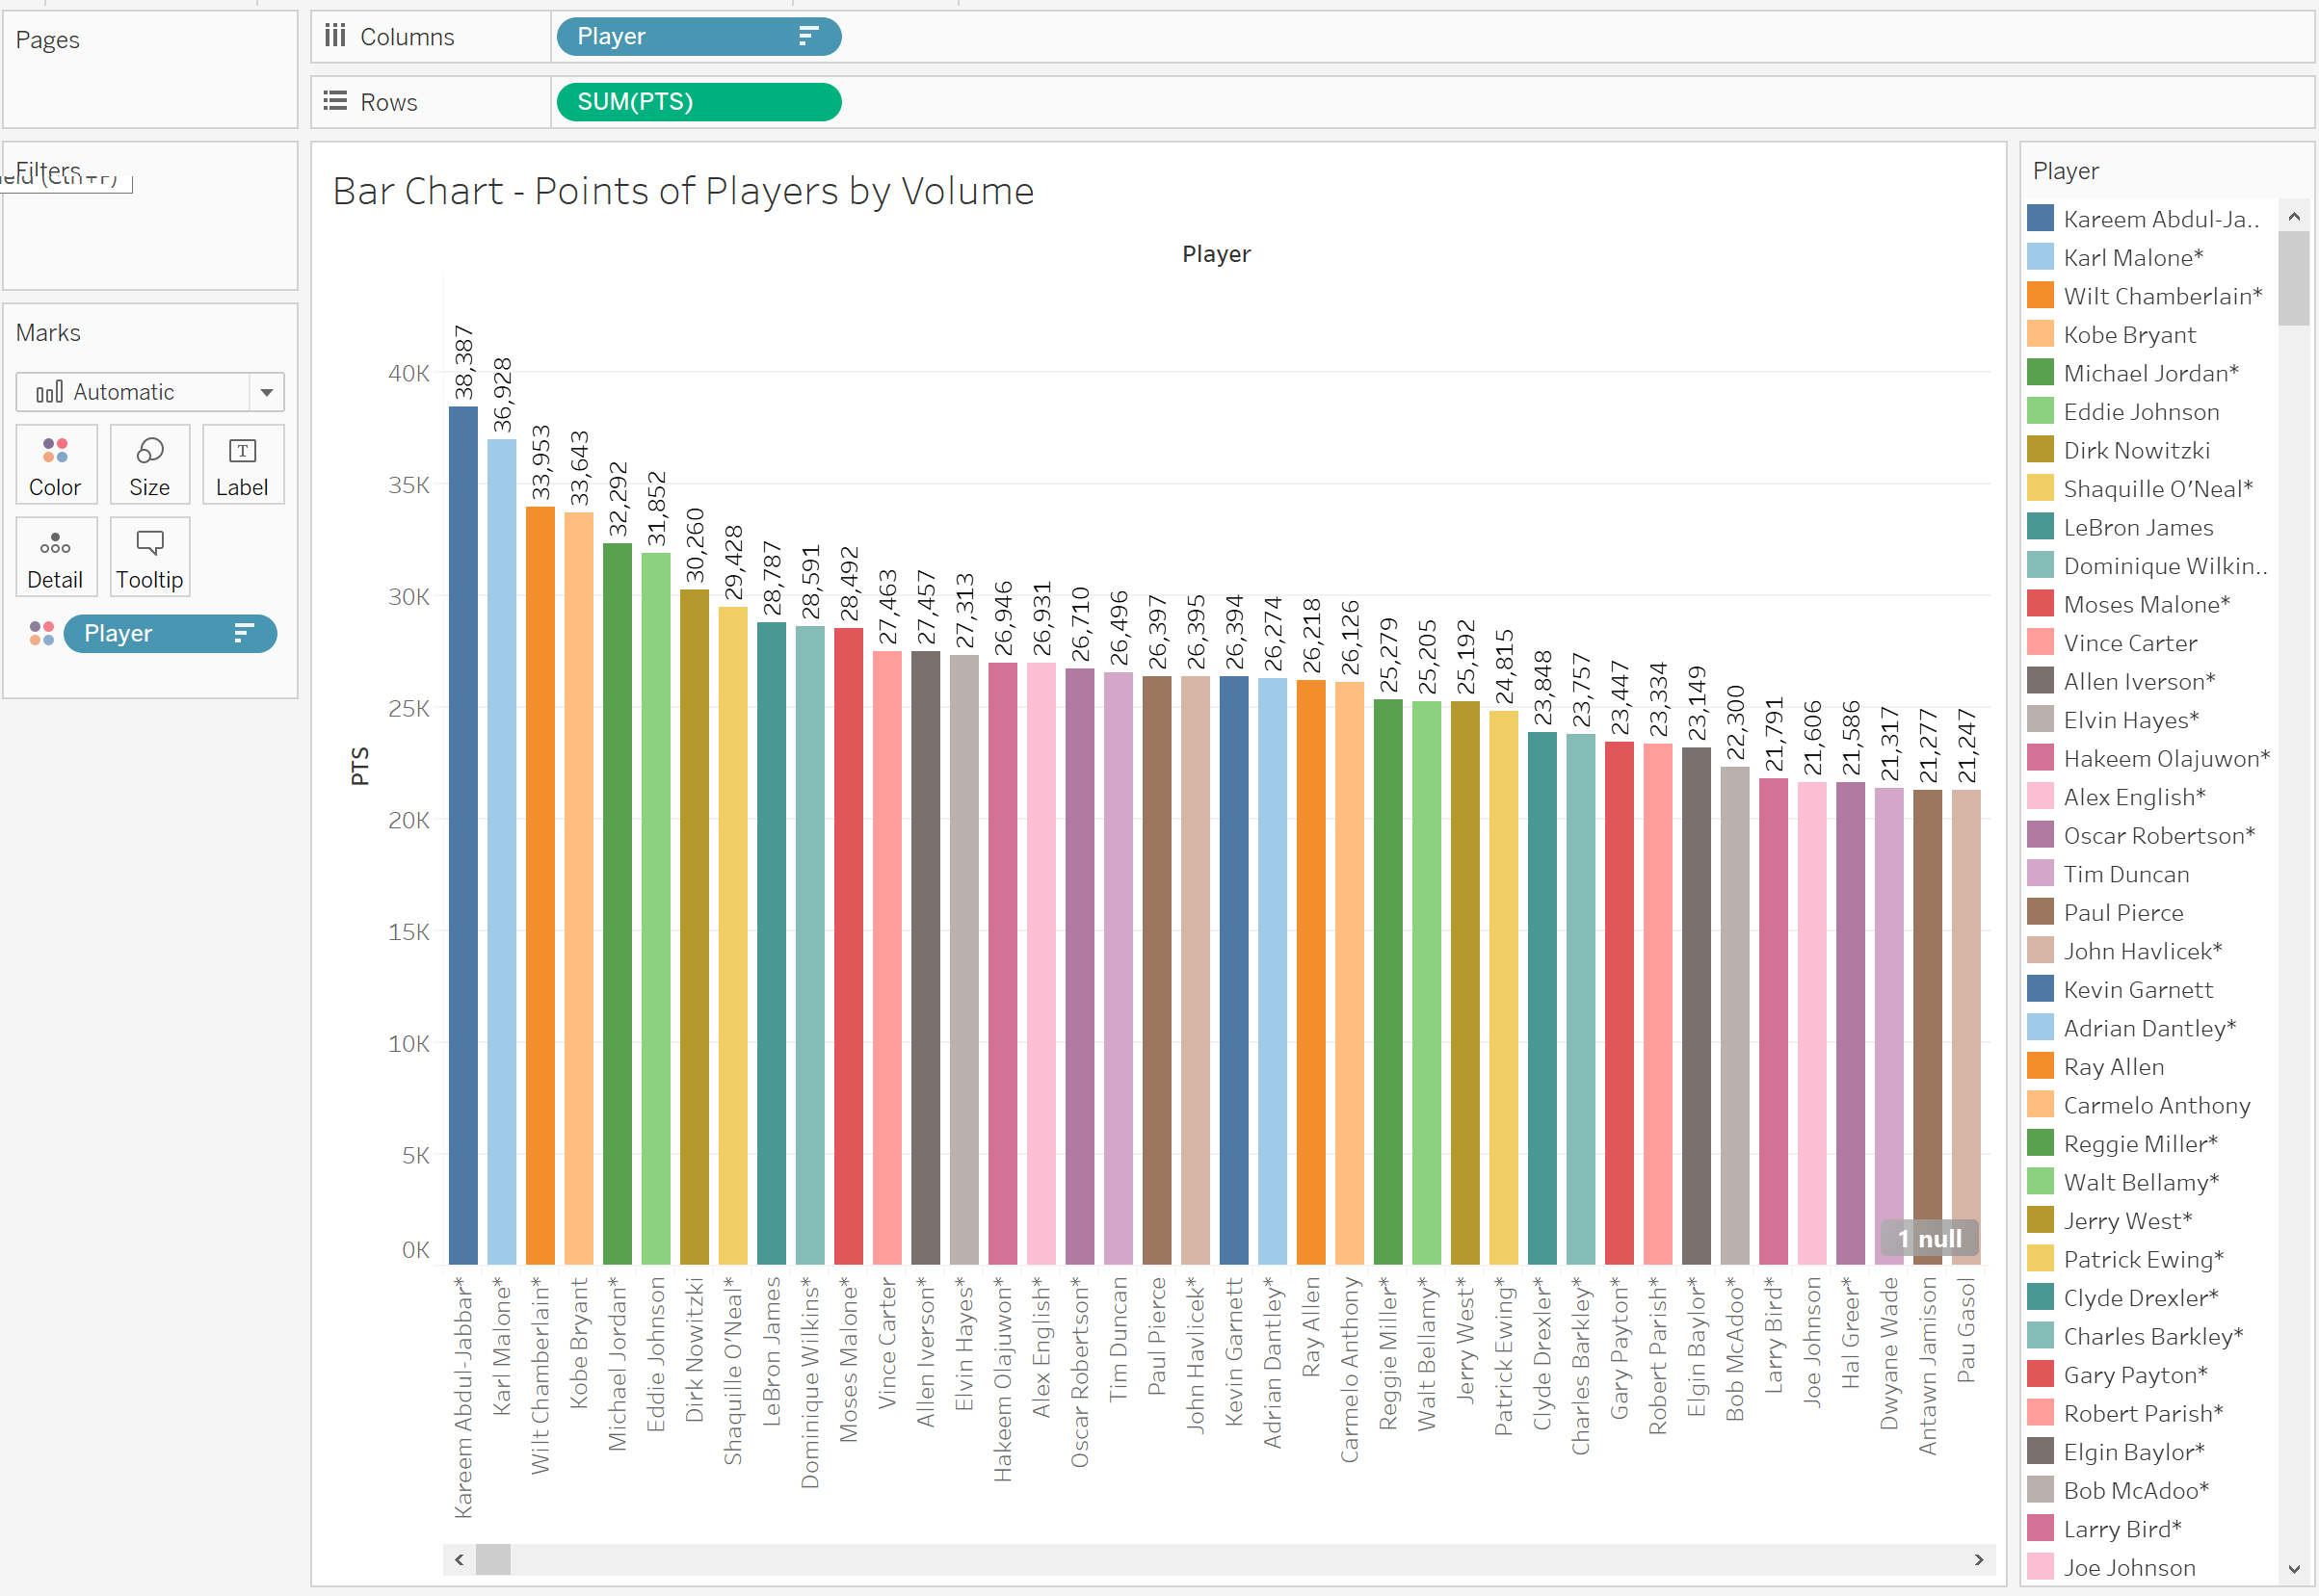 Pages
Columns
Player
Rows
SUM(PTS)
Filters
Marks
Automatic
Color
Size
Label
Detail
Tooltip
Player
Bar Chart - Points of Players by Volume
Player
PTS
40K
35K
30K
25K
20K
15K
10K
5K
0K
38,387
36,928
33,953
33,643
32,292
31,852
30,260
29,428
28,787
28,591
28,492
27,463
27,457
27,313
26,946
26,931
26,710
26,496
26,397
26,395
26,394
26,274
26,218
26,126
25,279
25,205
25,192
24,815
23,848
23,757
23,447
23,334
23,149
22,300
21,791
21,606
21,586
21,317
21,277
21,247
1 null
Kareem Abdul-Jabbar*
Karl Malone*
Wilt Chamberlain*
Kobe Bryant
Michael Jordan*
Eddie Johnson
Dirk Nowitzki
Shaquille O'Neal*
LeBron James
Dominique Wilkins*
Moses Malone*
Vince Carter
Allen Iverson*
Elvin Hayes*
Hakeem Olajuwon*
Alex English*
Oscar Robertson*
Tim Duncan
Paul Pierce
John Havlicek*
Kevin Garnett
Adrian Dantley*
Ray Allen
Carmelo Anthony
Reggie Miller*
Walt Bellamy*
Jerry West*
Patrick Ewing*
Clyde Drexler*
Charles Barkley*
Gary Payton*
Robert Parish*
Elgin Baylor*
Bob McAdoo*
Larry Bird*
Joe Johnson
Hal Greer*
Dwyane Wade
Antawn Jamison
Pau Gasol
Player
Kareem Abdul-Ja..
Karl Malone*
Wilt Chamberlain*
Kobe Bryant
Michael Jordan*
Eddie Johnson
Dirk Nowitzki
Shaquille O'Neal*
LeBron James
Dominique Wilkin..
Moses Malone*
Vince Carter
Allen Iverson*
Elvin Hayes*
Hakeem Olajuwon*
Alex English*
Oscar Robertson*
Tim Duncan
Paul Pierce
John Havlicek*
Kevin Garnett
Adrian Dantley*
Ray Allen
Carmelo Anthony
Reggie Miller*
Walt Bellamy*
Jerry West*
Patrick Ewing*
Clyde Drexler*
Charles Barkley*
Gary Payton*
Robert Parish*
Elgin Baylor*
Bob McAdoo*
Larry Bird*
Joe Johnson